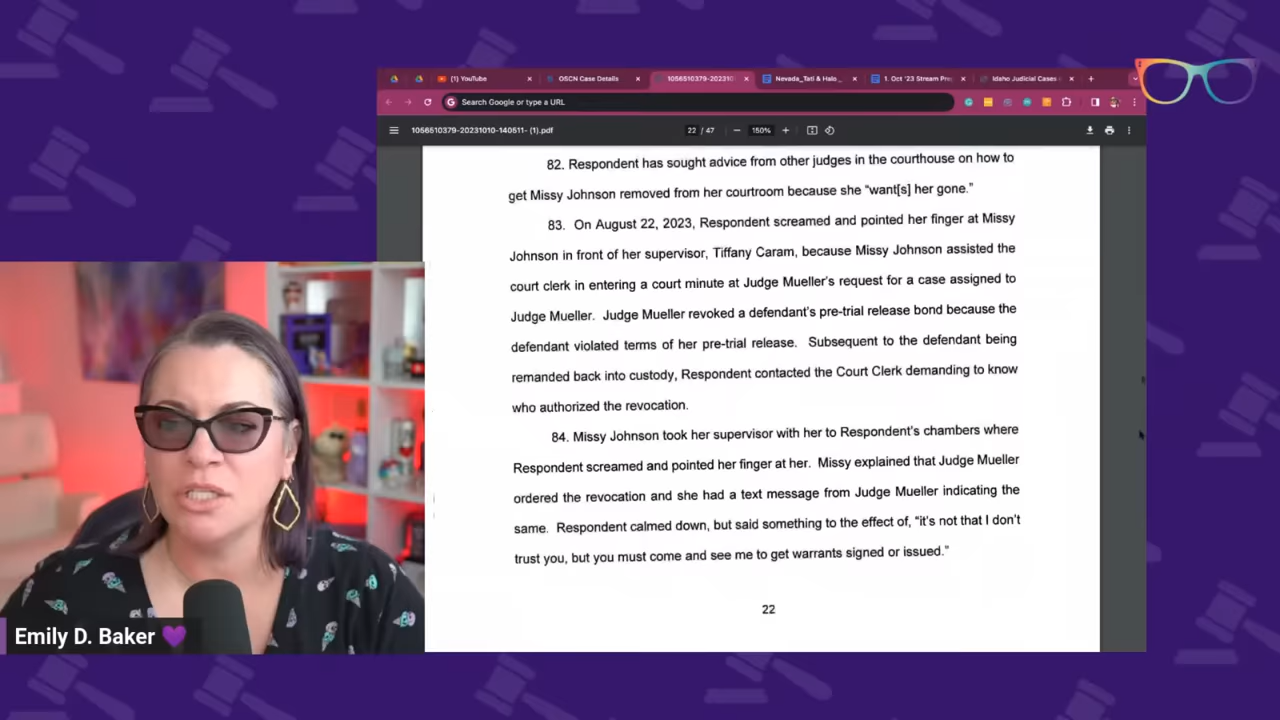 (1) YouTube
OSCN Case Details
1056510379-202310
Nevada_Tati & Halo_
1. Oct '23 Stream Pre
Idaho Judicial Cases
Search Google or type a URL
1056510379-20231010-140511- (1).pdf
22 / 47
150%
82. Respondent has sought advice from other judges in the courthouse on how to
get Missy Johnson removed from her courtroom because she “want[s] her gone.”
83. On August 22, 2023, Respondent screamed and pointed her finger at Missy
Johnson in front of her supervisor, Tiffany Caram, because Missy Johnson assisted the
court clerk in entering a court minute at Judge Mueller’s request for a case assigned to
Judge Mueller. Judge Mueller revoked a defendant’s pre-trial release bond because the
defendant violated terms of her pre-trial release. Subsequent to the defendant being
remanded back into custody, Respondent contacted the Court Clerk demanding to know
who authorized the revocation.
84. Missy Johnson took her supervisor with her to Respondent’s chambers where
Respondent screamed and pointed her finger at her. Missy explained that Judge Mueller
ordered the revocation and she had a text message from Judge Mueller indicating the
same. Respondent calmed down, but said something to the effect of, “it’s not that I don’t
trust you, but you must come and see me to get warrants signed or issued.”
22
Emily D. Baker 💜